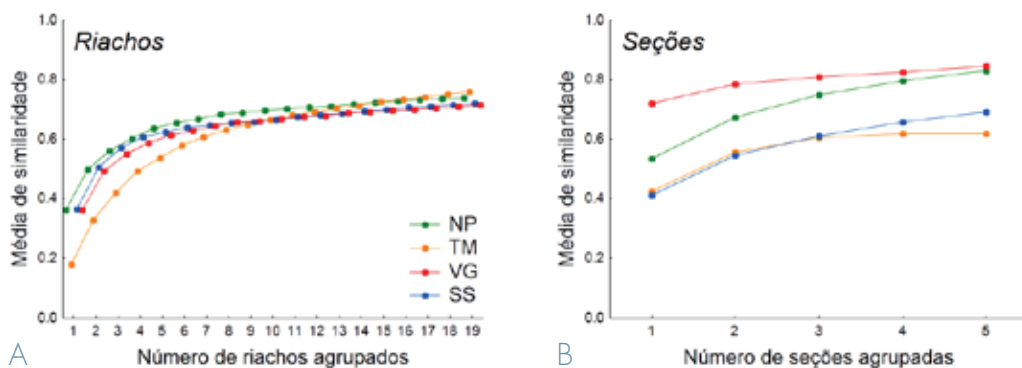 Riachos
Média de similaridade
1.0
0.8
0.6
0.4
0.2
0.0
NP
TM
VG
SS
1 2 3 4 5 6 7 8 9 10 11 12 13 14 15 16 17 18 19
Número de riachos agrupados
A
Seções
Média de similaridade
1.0
0.8
0.6
0.4
0.2
0.0
1 2 3 4 5
Número de seções agrupadas
B